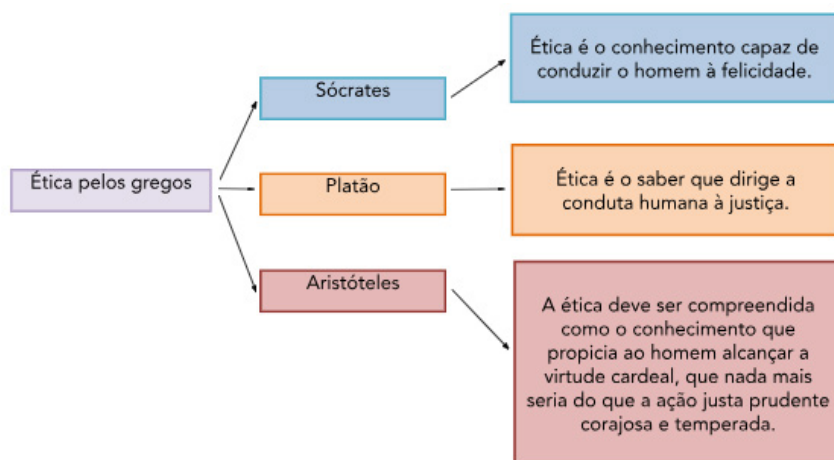 Ética pelos gregos
Sócrates
Ética é o conhecimento capaz de
conduzir o homem à felicidade.
Platão
Ética é o saber que dirige a
conduta humana à justiça.
Aristóteles
A ética deve ser compreendida
como o conhecimento que
propicia ao homem alcançar a
virtude cardeal, que nada mais
seria do que a ação justa prudente
corajosa e temperada.